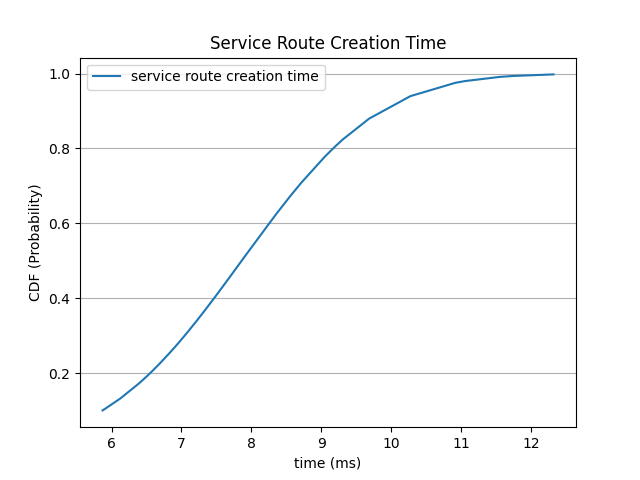 Service Route Creation Time
service route creation time
CDF (Probability)
1.0
0.8
0.6
0.4
0.2
6 7 8 9 10 11 12
time (ms)